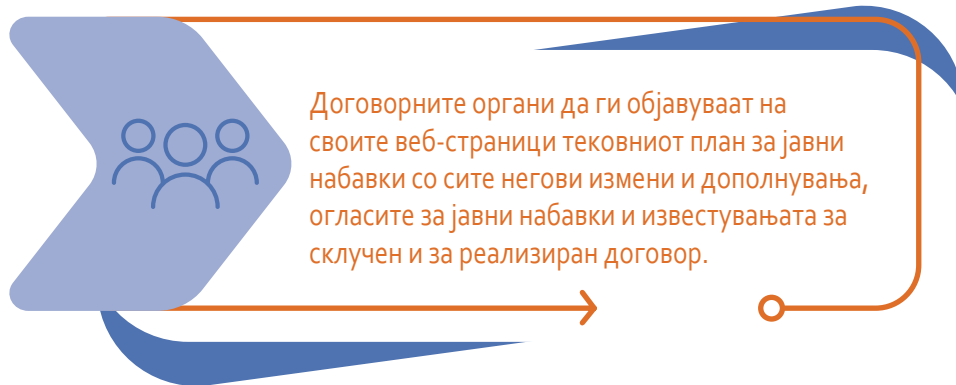 Договорните органи да ги објавуваат на
своите веб-страници тековниот план за јавни
набавки со сите негови измени и дополнувања,
огласите за јавни набавки и известувањата за
склучен и за реализиран договор.